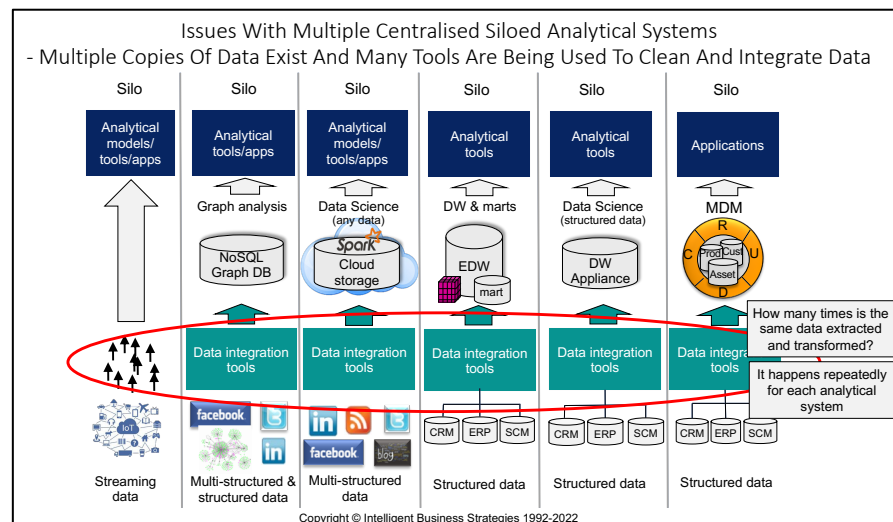 Issues With Multiple Centralised Siloed Analytical Systems
- Multiple Copies Of Data Exist And Many Tools Are Being Used To Clean And Integrate Data
Silo
Silo
Silo
Silo
Silo
Silo
Analytical
models/
tools/apps
Analytical
tools/apps
Analytical
models/
tools/apps
Analytical
tools
Analytical
tools
Applications
Graph analysis
Data Science
(any data)
DW & marts
Data Science
(structured data)
MDM
NoSQL
Graph DB
Spark
Cloud
storage
EDW
mart
DW
Appliance
C
R
U
D
Prod
Cust
Asset
How many times is the
same data extracted
and transformed?
It happens repeatedly
for each analytical
system
Data integration
tools
Data integration
tools
Data integration
tools
Data integration
tools
Data integration
tools
IoT
facebook
in
in
facebook
blog
CRM
ERP
SCM
CRM
ERP
SCM
CRM
ERP
SCM
Streaming
data
Multi-structured &
structured data
Multi-structured
data
Structured data
Structured data
Structured data
Copyright © Intelligent Business Strategies 1992-2022